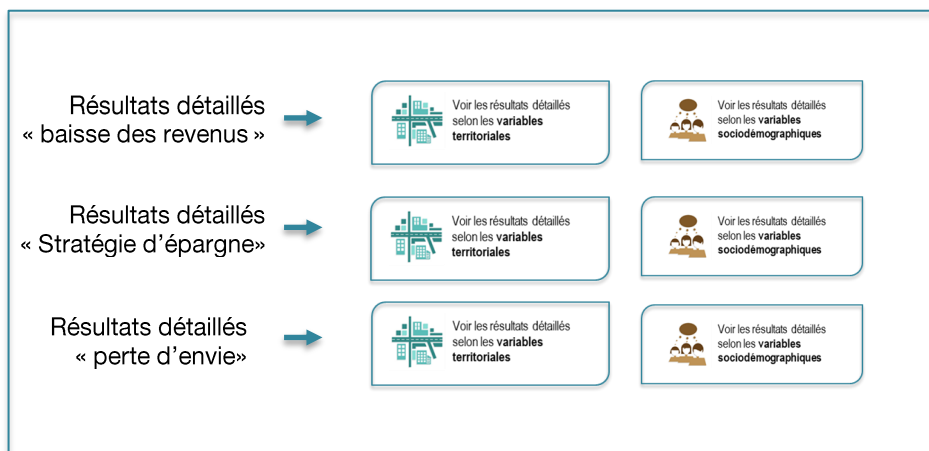 Résultats détaillés
« baisse des revenus »
Voir les résultats détaillés
selon les variables
territoriales
Voir les résultats détaillés
selon les variables
sociodémographiques
Résultats détaillés
« Stratégie d’épargne»
Voir les résultats détaillés
selon les variables
territoriales
Voir les résultats détaillés
selon les variables
sociodémographiques
Résultats détaillés
« perte d’envie»
Voir les résultats détaillés
selon les variables
territoriales
Voir les résultats détaillés
selon les variables
sociodémographiques